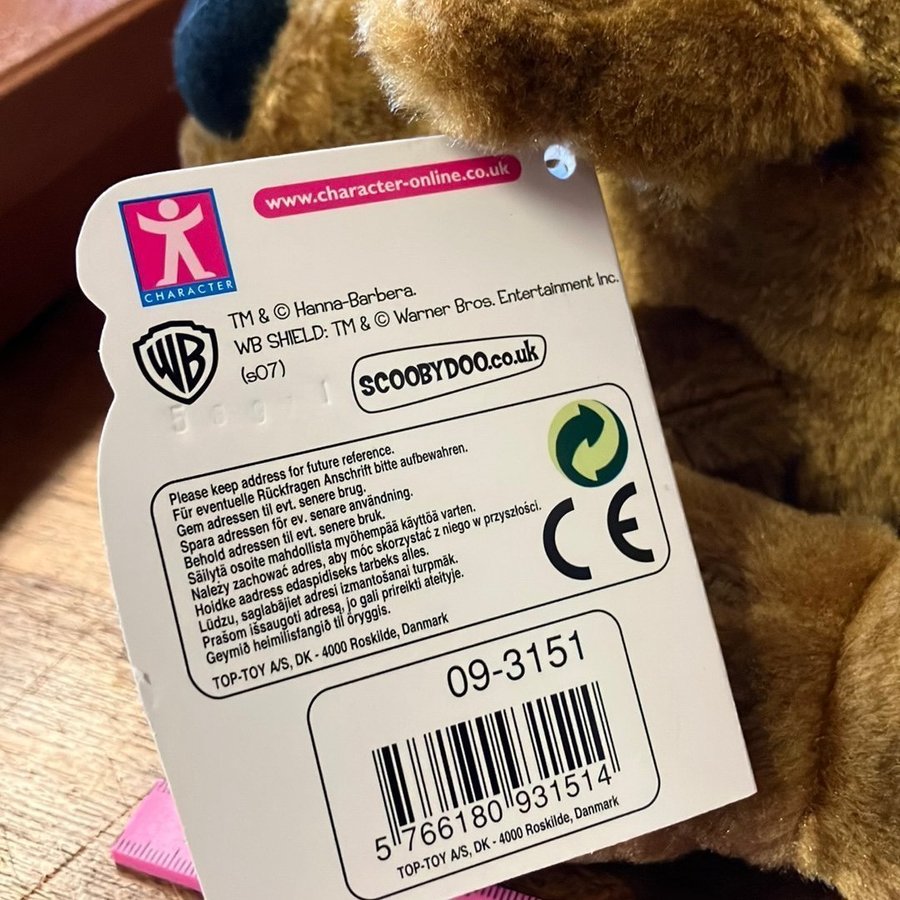 www.character-online.co.uk
CHARACTER
TM & © Hanna-Barbera.
WB SHIELD: TM & © Warner Bros. Entertainment Inc.
(s07)
WB
SCOOBYDOO.co.uk
Please keep address for future reference.
Für eventuelle Rückfragen Anschrift bitte aufbewahren.
Gem adressen til evt. senere brug.
Spara adressen för ev. senare användning.
Behold adressen til evt. senere bruk.
Säilytä osoite mahdollista myöhempää käyttöä varten.
Należy zachować adres, aby móc skorzystać z niego w przyszłości.
Hoidke aadress edaspidiseks tarbeks alles.
Lūdzu, saglabājiet adresi izmantošanai turpmāk.
Prašom išsaugoti adresą, jo gali prireikti ateityje.
Geymið heimilisfangið til öryggis.
TOP-TOY A/S, DK - 4000 Roskilde, Danmark
CE
09-3151
5 766180 931514
TOP-TOY A/S, DK - 4000 Roskilde, Danmark